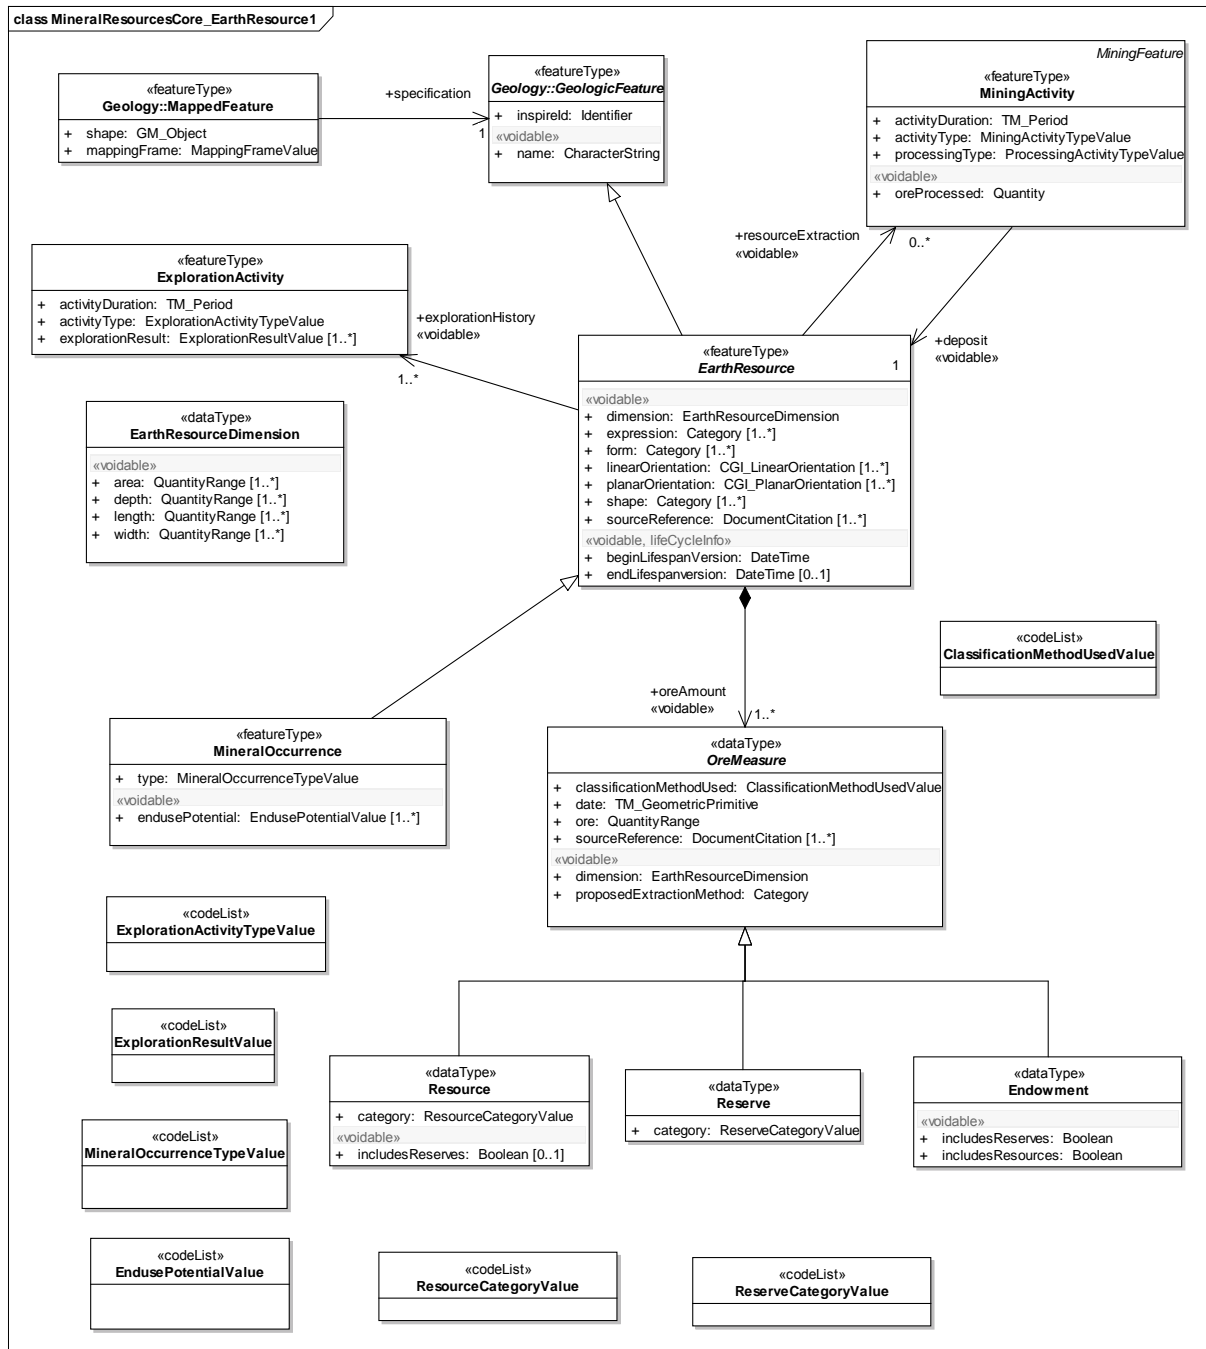 class MineralResourcesCore_EarthResource1
«featureType»
Geology::MappedFeature
+ shape: GM_Object
+ mappingFrame: MappingFrameValue
+specification
1
«featureType»
Geology::GeologicFeature
+ inspireId: Identifier
«voidable»
+ name: CharacterString
MiningFeature
«featureType»
MiningActivity
+ activityDuration: TM_Period
+ activityType: MiningActivityTypeValue
+ processingType: ProcessingActivityTypeValue
«voidable»
+ oreProcessed: Quantity
+resourceExtraction
«voidable»
0..*
+deposit
«voidable»
«featureType»
ExplorationActivity
+ activityDuration: TM_Period
+ activityType: ExplorationActivityTypeValue
+ explorationResult: ExplorationResultValue [1..*]
+explorationHistory
«voidable»
1..*
«featureType»
EarthResource
1
«voidable»
+ dimension: EarthResourceDimension
+ expression: Category [1..*]
+ form: Category [1..*]
+ linearOrientation: CGI_LinearOrientation [1..*]
+ planarOrientation: CGI_PlanarOrientation [1..*]
+ shape: Category [1..*]
+ sourceReference: DocumentCitation [1..*]
«voidable, lifeCycleInfo»
+ beginLifespanVersion: DateTime
+ endLifespanversion: DateTime [0..1]
«dataType»
EarthResourceDimension
«voidable»
+ area: QuantityRange [1..*]
+ depth: QuantityRange [1..*]
+ length: QuantityRange [1..*]
+ width: QuantityRange [1..*]
«codeList»
ClassificationMethodUsedValue
+oreAmount
«voidable»
1..*
«featureType»
MineralOccurrence
+ type: MineralOccurrenceTypeValue
«voidable»
+ endusePotential: EndusePotentialValue [1..*]
«dataType»
OreMeasure
+ classificationMethodUsed: ClassificationMethodUsedValue
+ date: TM_GeometricPrimitive
+ ore: QuantityRange
+ sourceReference: DocumentCitation [1..*]
«voidable»
+ dimension: EarthResourceDimension
+ proposedExtractionMethod: Category
«codeList»
ExplorationActivityTypeValue
«codeList»
ExplorationResultValue
«dataType»
Resource
+ category: ResourceCategoryValue
«voidable»
+ includesReserves: Boolean [0..1]
«dataType»
Reserve
+ category: ReserveCategoryValue
«dataType»
Endowment
«voidable»
+ includesReserves: Boolean
+ includesResources: Boolean
«codeList»
MineralOccurrenceTypeValue
«codeList»
EndusePotentialValue
«codeList»
ResourceCategoryValue
«codeList»
ReserveCategoryValue